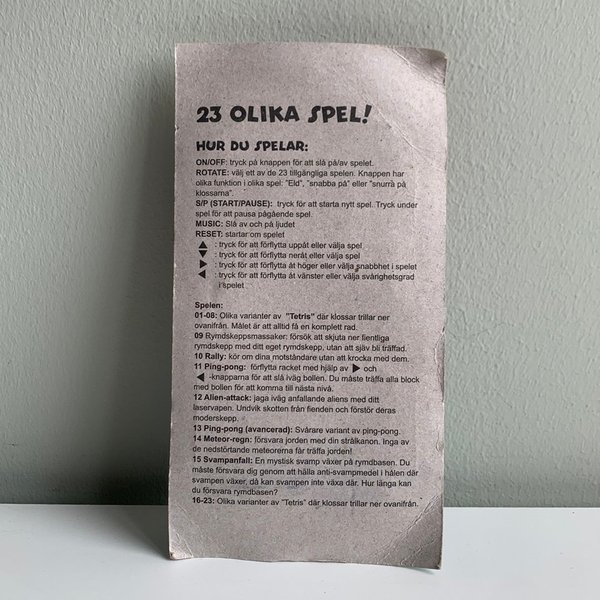 23 OLIKA SPEL!
HUR DU SPELAR:
ON/OFF: tryck på knappen för att slå på/av spelet.
ROTATE: välj ett av de 23 tillgängliga spelen. Knappen har
olika funktion i olika spel: "Eld", "snabba på" eller "snurra på
klossarna".
S/P (START/PAUSE): tryck för att starta nytt spel. Tryck under
spel för att pausa pågående spel.
MUSIC: Slå av och på ljudet
RESET: startar om spelet
▲ : tryck för att förflytta uppåt eller välja spel
▼ : tryck för att förflytta neråt eller välja spel
▶ : tryck för att förflytta åt höger eller välja snabbhet i spelet
◀ : tryck för att förflytta åt vänster eller välja svårighetsgrad
i spelet
Spelen:
01-08: Olika varianter av "Tetris" där klossar trillar ner
ovanifrån. Målet är att alltid få en komplett rad.
09 Rymdskeppsmassaker: försök att skjuta ner fientliga
rymdskepp med ditt eget rymdskepp, utan att sjäv bli träffad.
10 Rally: kör om dina motståndare utan att krocka med dem.
11 Ping-pong: förflytta racket med hjälp av ▶ och
◀ -knapparna för att slå iväg bollen. Du måste träffa alla block
med bollen för att komma till nästa nivå.
12 Alien-attack: jaga iväg anfallande aliens med ditt
laservapen. Undvik skotten från fienden och förstör deras
moderskepp.
13 Ping-pong (avancerad): Svårare variant av ping-pong.
14 Meteor-regn: försvara jorden med din strålkanon. Inga av
de nedstörtande meteorerna får träffa jorden!
15 Svampanfall: En mystisk svamp växer på rymdbasen. Du
måste försvara dig genom att hälla anti-svampmedel i hålen där
svampen växer, då kan svampen inte växa där. Hur länga kan
du försvara rymdbasen?
16-23: Olika varianter av "Tetris" där klossar trillar ner ovanifrån.